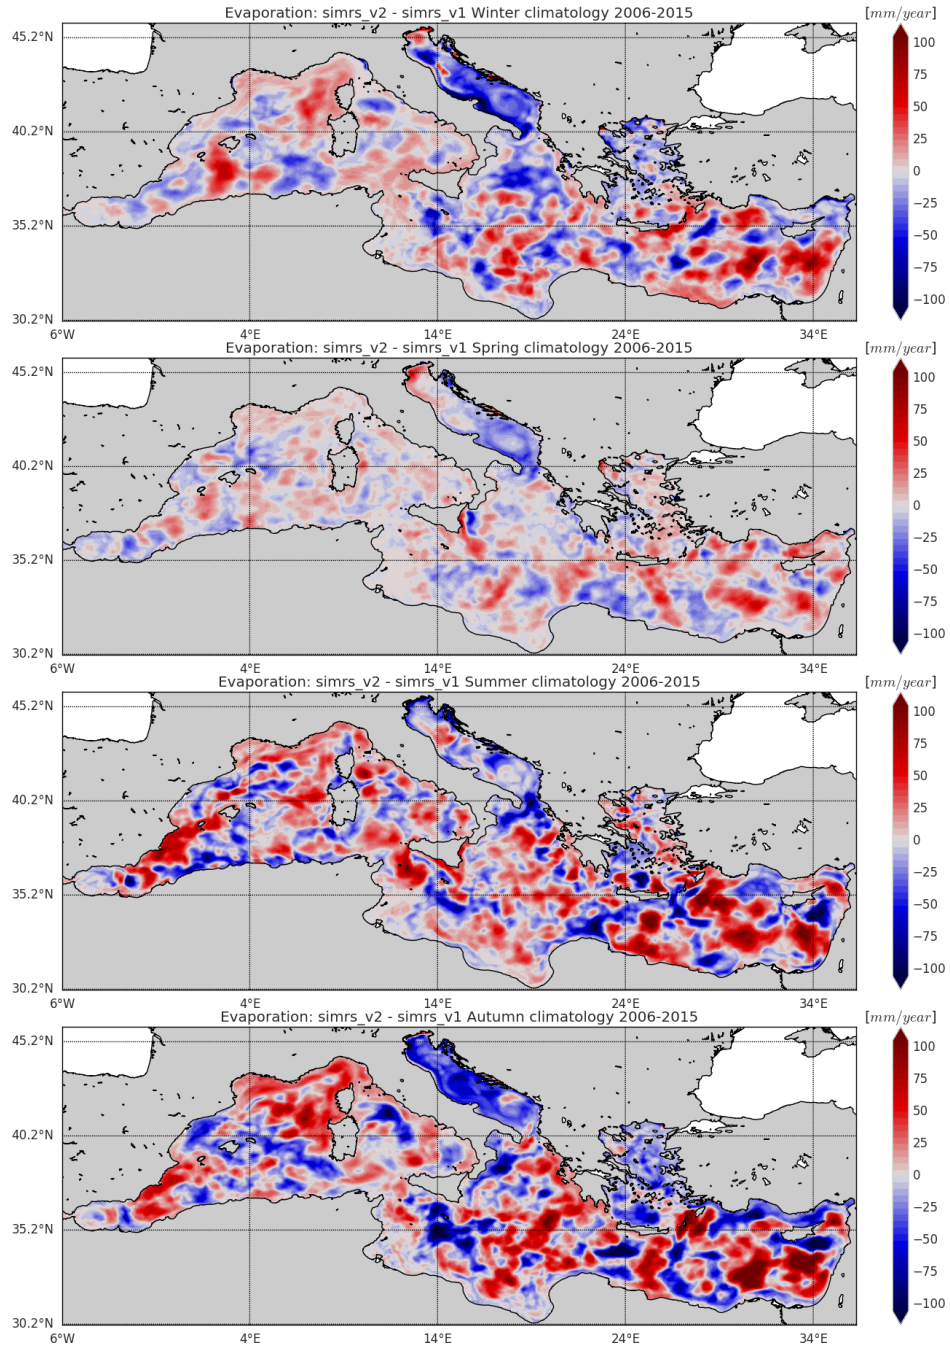 Evaporation: simrs_v2 - simrs_v1 Winter climatology 2006-2015
[mm/year]
45.2°N
40.2°N
35.2°N
30.2°N
6°W 4°E 14°E 24°E 34°E
100
75
50
25
0
−25
−50
−75
−100
Evaporation: simrs_v2 - simrs_v1 Spring climatology 2006-2015
[mm/year]
45.2°N
40.2°N
35.2°N
30.2°N
6°W 4°E 14°E 24°E 34°E
100
75
50
25
0
−25
−50
−75
−100
Evaporation: simrs_v2 - simrs_v1 Summer climatology 2006-2015
[mm/year]
45.2°N
40.2°N
35.2°N
30.2°N
6°W 4°E 14°E 24°E 34°E
100
75
50
25
0
−25
−50
−75
−100
Evaporation: simrs_v2 - simrs_v1 Autumn climatology 2006-2015
[mm/year]
45.2°N
40.2°N
35.2°N
30.2°N
6°W 4°E 14°E 24°E 34°E
100
75
50
25
0
−25
−50
−75
−100